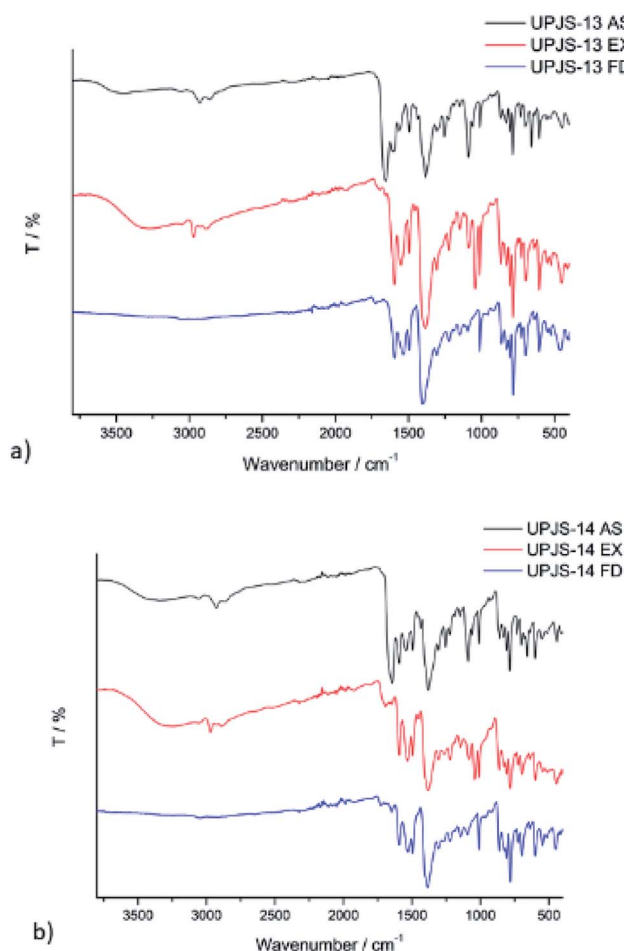 UPJS-13 AS
UPJS-13 EX
UPJS-13 FD
T / %
3500 3000 2500 2000 1500 1000 500
a)
Wavenumber / cm⁻¹
UPJS-14 AS
UPJS-14 EX
UPJS-14 FD
T / %
3500 3000 2500 2000 1500 1000 500
b)
Wavenumber / cm⁻¹